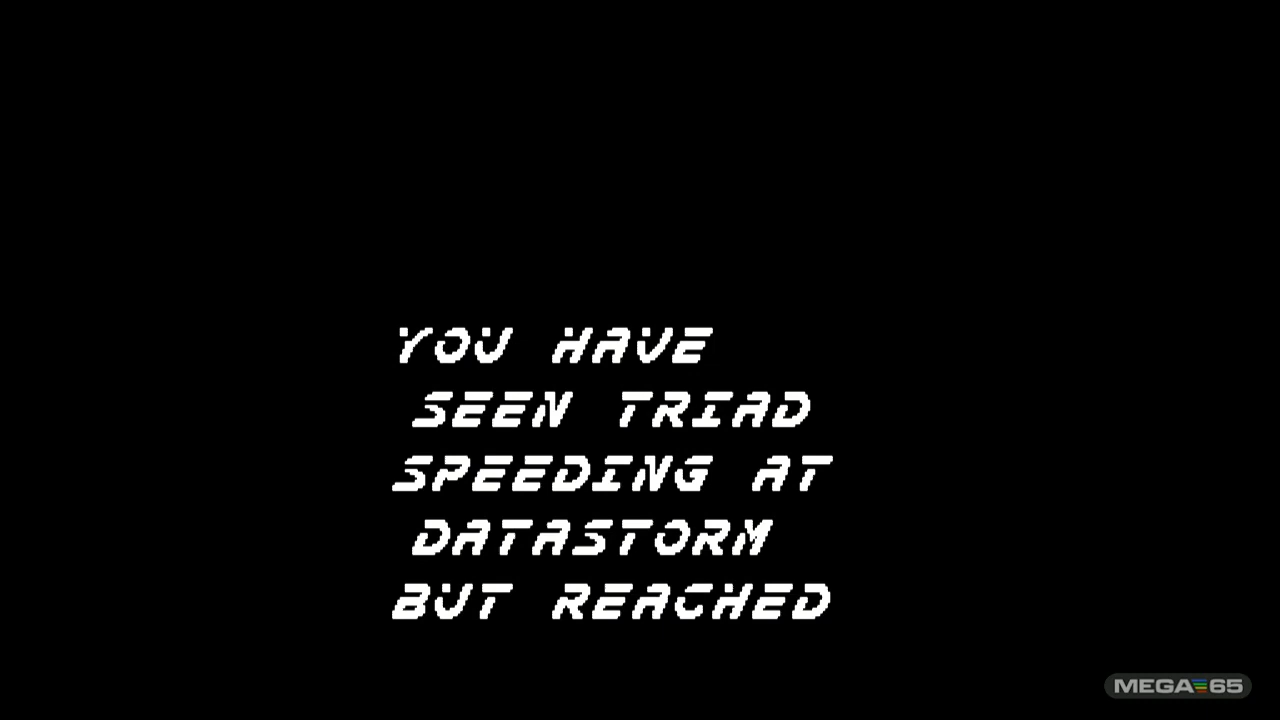 YOU HAVE
SEEN TRIAD
SPEEDING AT
DATASTORM
BUT REACHED
MEGA65